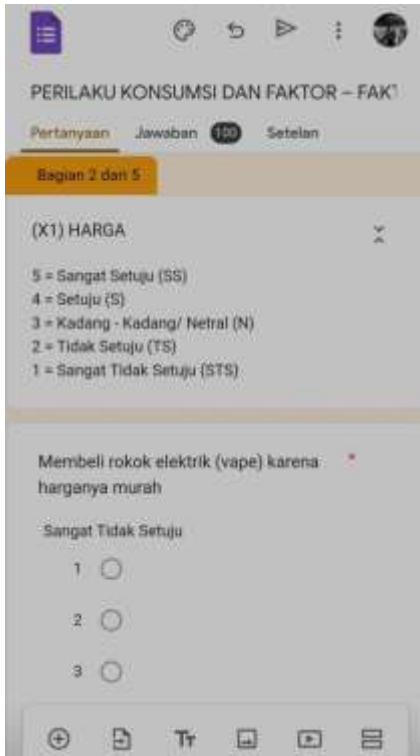 PERILAKU KONSUMSI DAN FAKTOR – FAKT
Pertanyaan Jawaban 100 Setelan
Bagian 2 dari 5
(X1) HARGA
5 = Sangat Setuju (SS)
4 = Setuju (S)
3 = Kadang - Kadang/ Netral (N)
2 = Tidak Setuju (TS)
1 = Sangat Tidak Setuju (STS)
Membeli rokok elektrik (vape) karena *
harganya murah
Sangat Tidak Setuju
1
2
3
Tт